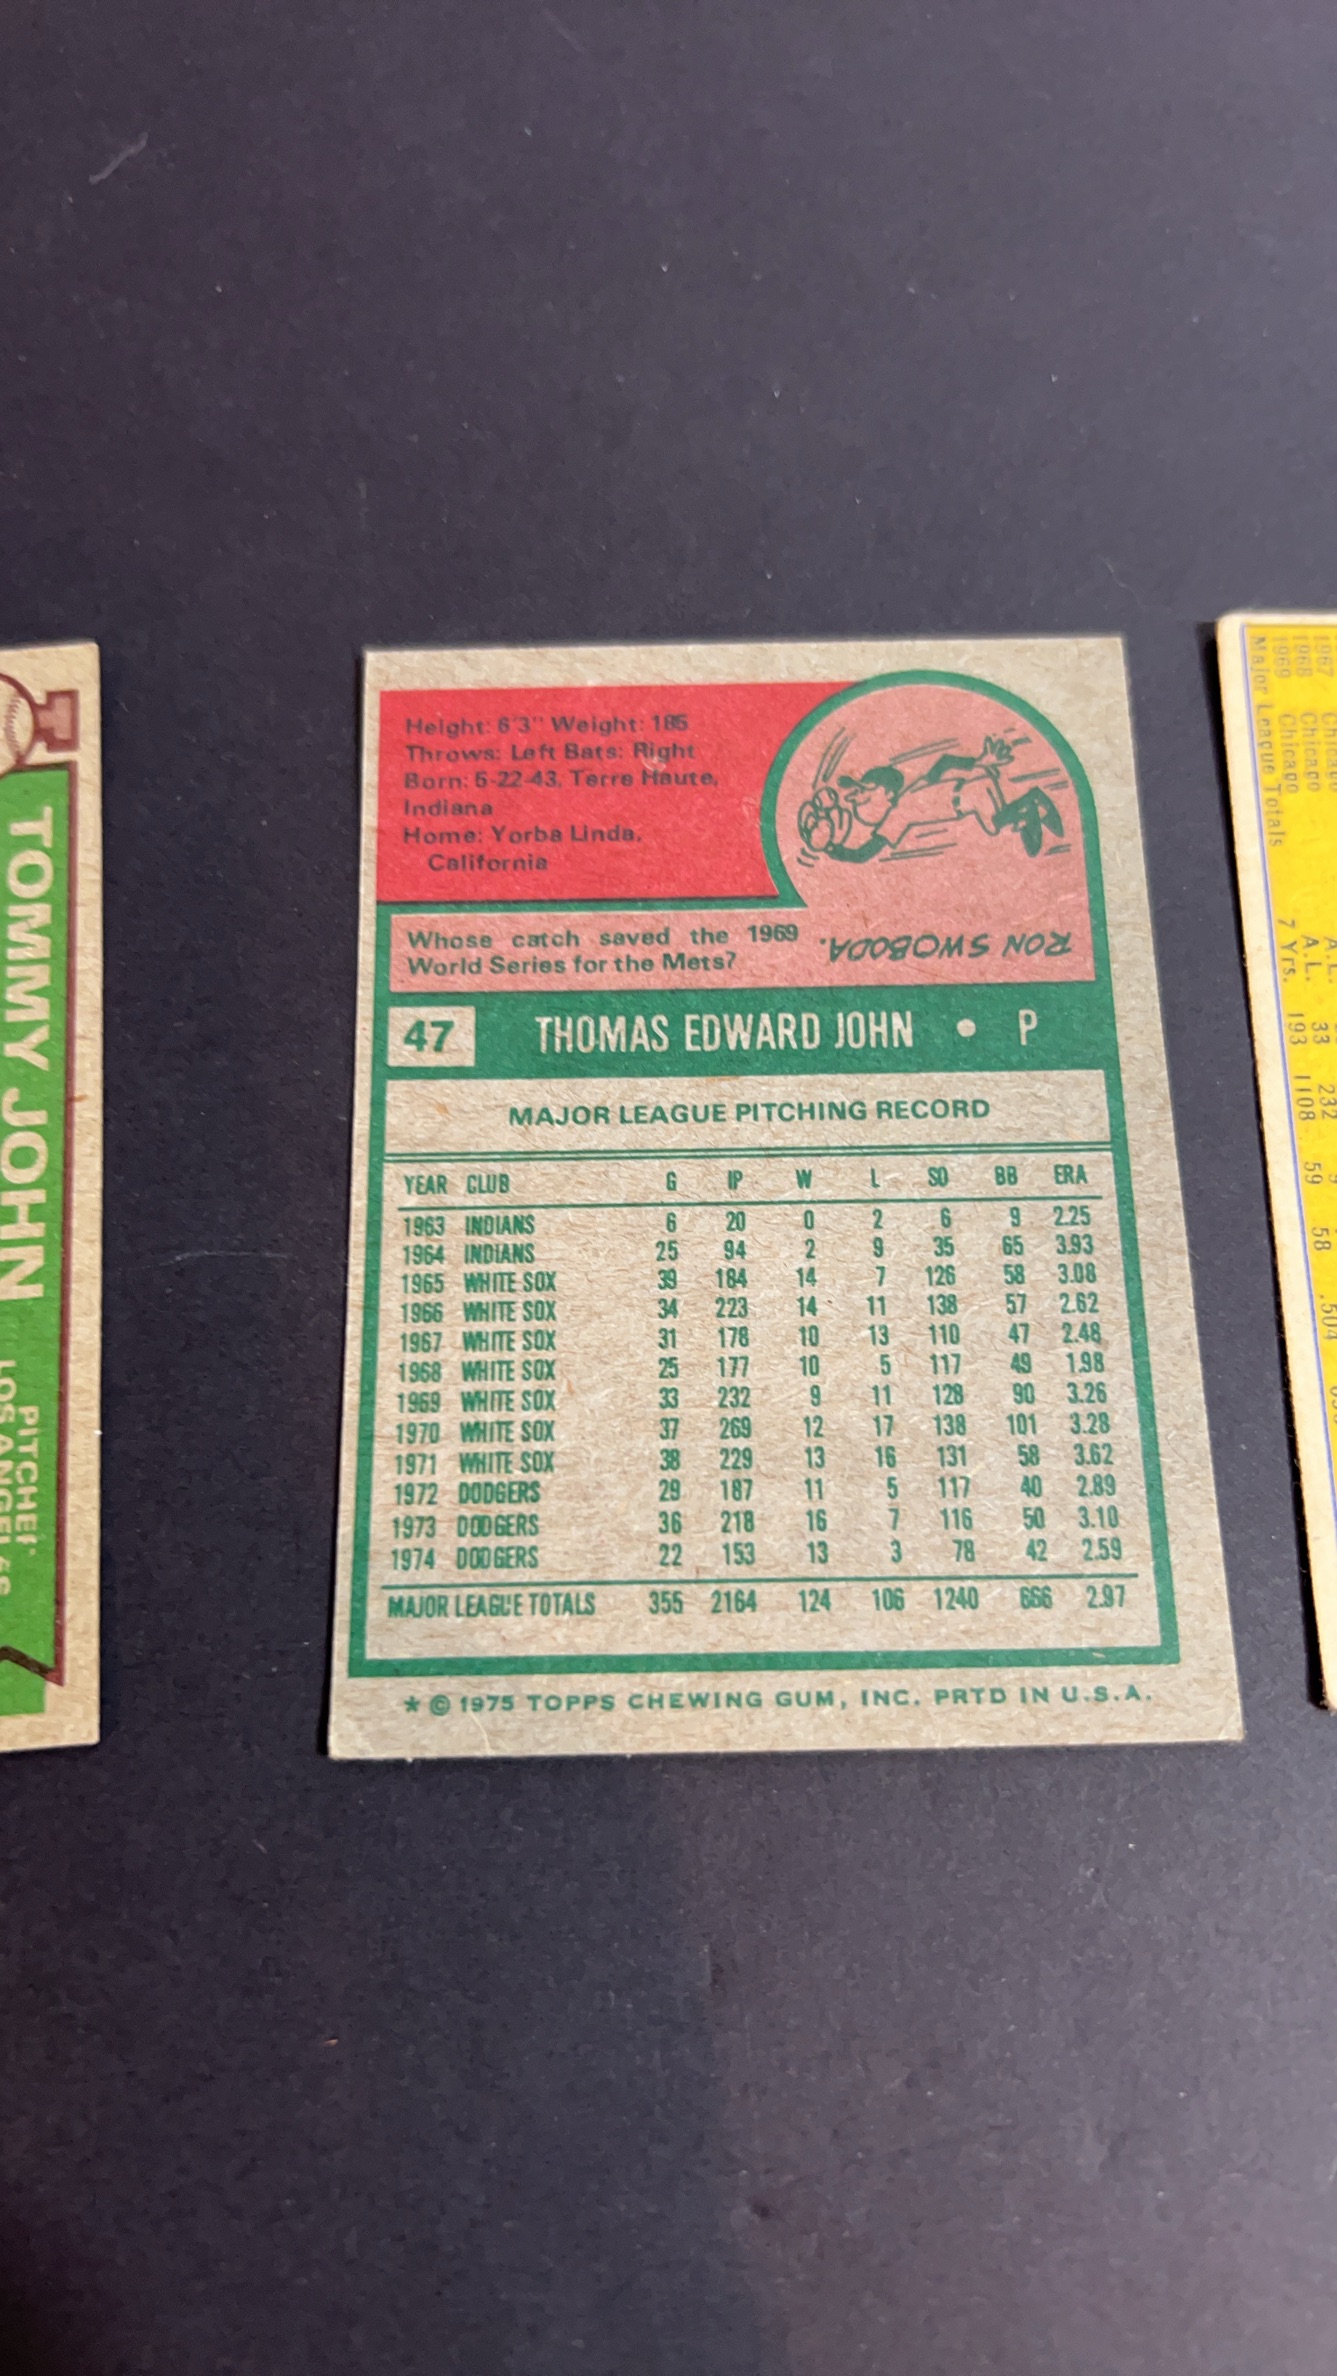 Height: 6'3" Weight: 185
Throws: Left Bats: Right
Born: 5-22-43, Terre Haute,
Indiana
Home: Yorba Linda,
California
Whose catch saved the 1969
World Series for the Mets?
RON SWOBODA.
47 THOMAS EDWARD JOHN • P
MAJOR LEAGUE PITCHING RECORD
YEAR CLUB G IP W L SO BB ERA
1963 INDIANS 6 20 0 2 6 9 2.25
1964 INDIANS 25 94 2 9 35 65 3.93
1965 WHITE SOX 39 184 14 7 126 58 3.08
1966 WHITE SOX 34 223 14 11 138 57 2.62
1967 WHITE SOX 31 178 10 13 110 47 2.48
1968 WHITE SOX 25 177 10 5 117 49 1.98
1969 WHITE SOX 33 232 9 11 128 90 3.26
1970 WHITE SOX 37 269 12 17 138 101 3.28
1971 WHITE SOX 38 229 13 16 131 58 3.62
1972 DODGERS 29 187 11 5 117 40 2.89
1973 DODGERS 36 218 16 7 116 50 3.10
1974 DODGERS 22 153 13 3 78 42 2.59
MAJOR LEAGUE TOTALS 355 2164 124 106 1240 666 2.97
* © 1975 TOPPS CHEWING GUM, INC. PRTD IN U.S.A.
TOMMY JOHN
PITCHER
LOS ANGELES
1967 Chicago
1968 Chicago A.L. 33 232
1969 Chicago A.L.
Major League Totals 7 Yrs. 193 1108 59 58 .504